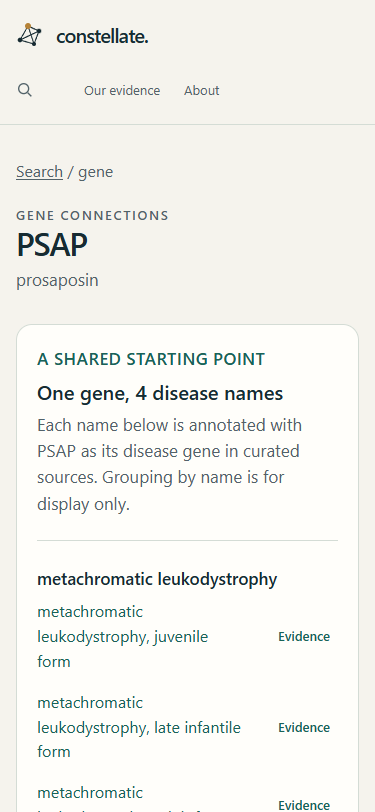 constellate.
Our evidence About
Search / gene
GENE CONNECTIONS
PSAP
prosaposin
A SHARED STARTING POINT
One gene, 4 disease names
Each name below is annotated with
PSAP as its disease gene in curated
sources. Grouping by name is for
display only.
metachromatic leukodystrophy
metachromatic
leukodystrophy, juvenile
form
Evidence
metachromatic
leukodystrophy, late infantile
form
Evidence
metachromatic
Evidence